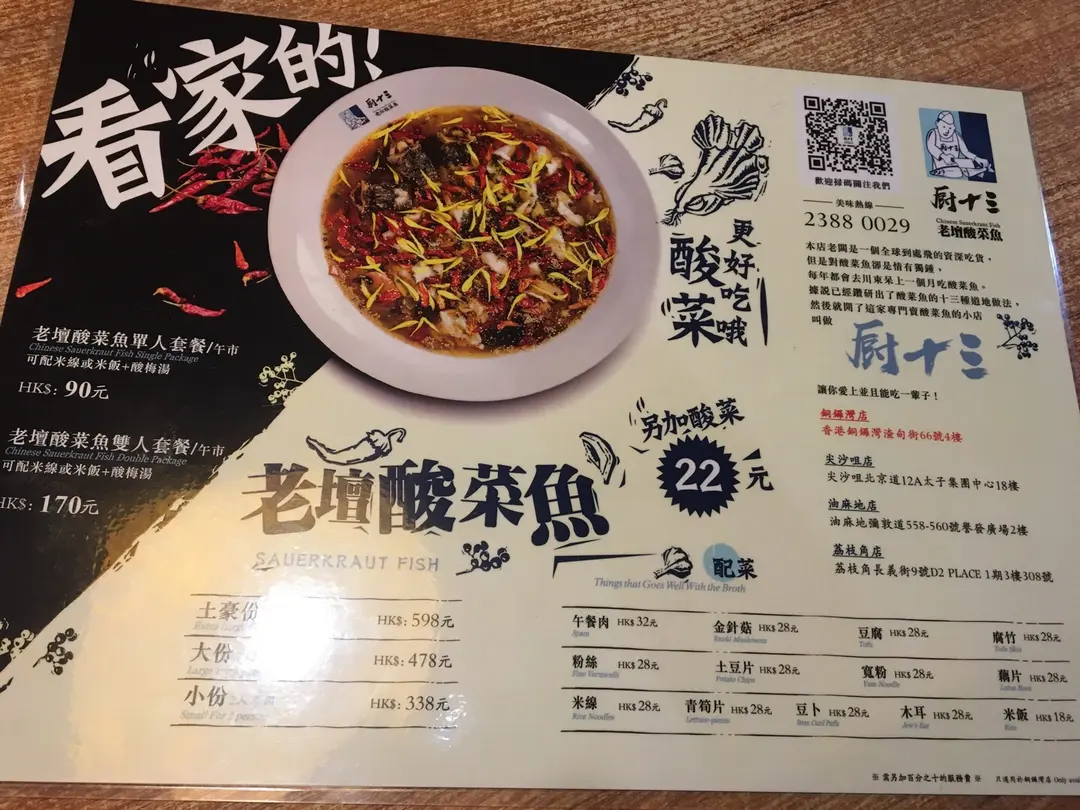 看家的!
廚十三
更好吃哦
酸菜
歡迎掃碼關注我們
美味熱線
2388 0029
廚十三
Chinese Sauerkraut Fish
老壇酸菜魚
本店老闆是一個全球到處飛的資深吃貨，
但是對酸菜魚卻是情有獨鍾，
每年都會去川東呆上一個月吃酸菜魚。
據說已經鑽研出了酸菜魚的十三種道地做法，
然後就開了這家專門賣酸菜魚的小店
叫做
廚十三
讓你愛上並且能吃一輩子！
銅鑼灣店
香港銅鑼灣渣甸街66號4樓
尖沙咀店
尖沙咀北京道12A太子集團中心18樓
油麻地店
油麻地彌敦道558-560號譽發廣場2樓
荔枝角店
荔枝角長義街9號D2 PLACE 1期3樓308號
老壇酸菜魚單人套餐/午市
Chinese Sauerkraut Fish Single Package
可配米線或米飯+酸梅湯
HK$: 90元
老壇酸菜魚雙人套餐/午市
Chinese Sauerkraut Fish Double Package
可配米線或米飯+酸梅湯
HK$: 170元
另加酸菜
22元
老壇酸菜魚
SAUERKRAUT FISH
土豪份 HK$: 598元
大份 HK$: 478元
Large
小份 HK$: 338元
Small For 2 person
配菜
Things that Goes Well With the Broth
午餐肉 HK$ 32元 金針菇 HK$ 28元 豆腐 HK$ 28元 腐竹 HK$ 28元
Spam Enoki Mushrooms Tofu Tofu Skin
粉絲 HK$ 28元 土豆片 HK$ 28元 寬粉 HK$ 28元 藕片 HK$ 28元
Fine Vermicelli Potato Chips Yam Noodle Lotus Root
米線 HK$ 28元 青筍片 HK$ 28元 豆卜 HK$ 28元 木耳 HK$ 28元 米飯 HK$ 18元
Rice Noodles Lettuce-pieces Bean Curd Puffs Jew's Ear Rice
※ 需另加百分之十的服務費 ※ 只適用於銅鑼灣店 Only